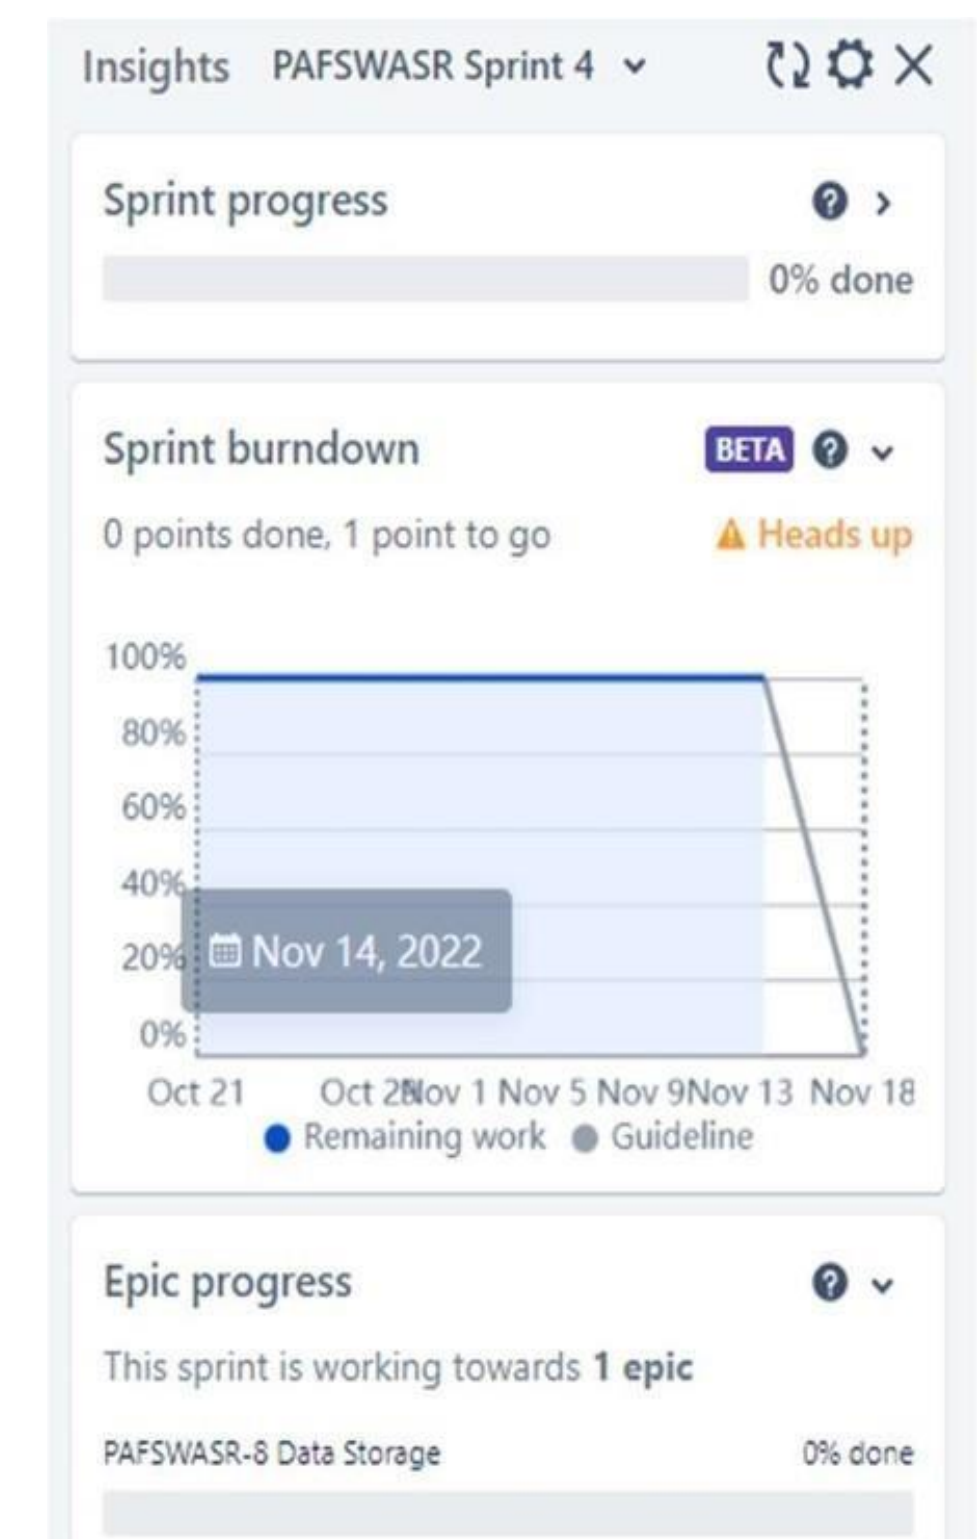 Insights PAFSWASR Sprint 4
Sprint progress
0% done
Sprint burndown BETA
0 points done, 1 point to go Heads up
100%
80%
60%
40%
20%
Nov 14, 2022
0%
Oct 21 Oct 28 Nov 1 Nov 5 Nov 9 Nov 13 Nov 18
Remaining work Guideline
Epic progress
This sprint is working towards 1 epic
PAFSWASR-8 Data Storage 0% done